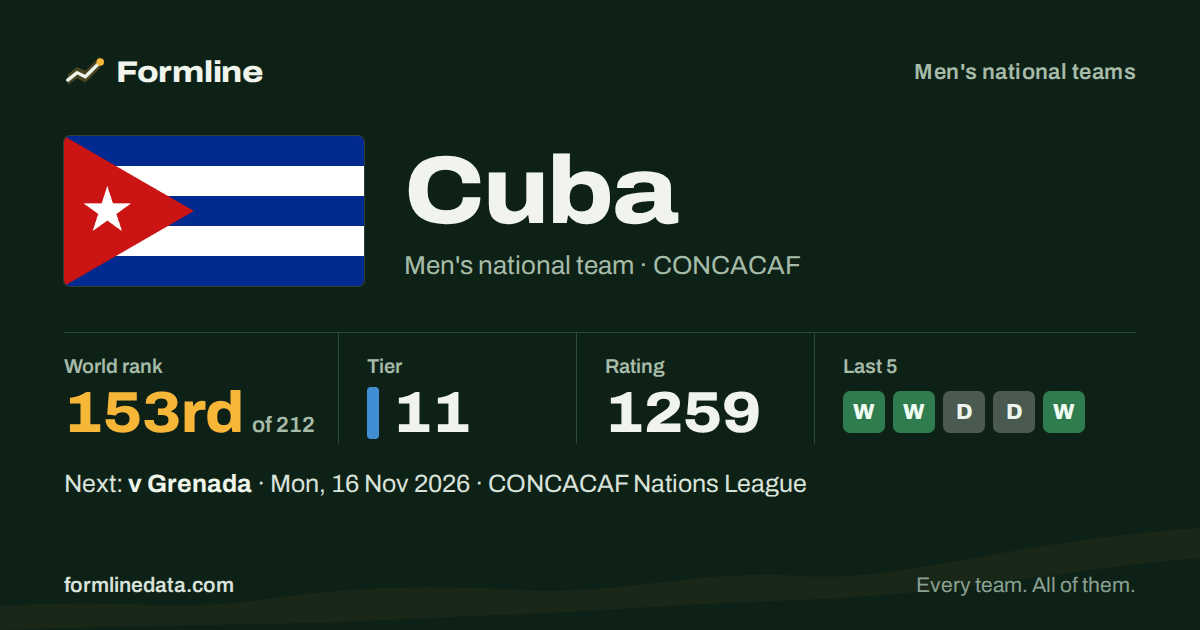 Formline
Men's national teams
Cuba
Men's national team · CONCACAF
World rank
153rd of 212
Tier
11
Rating
1259
Last 5
W W D D W
Next: v Grenada · Mon, 16 Nov 2026 · CONCACAF Nations League
formlinedata.com
Every team. All of them.